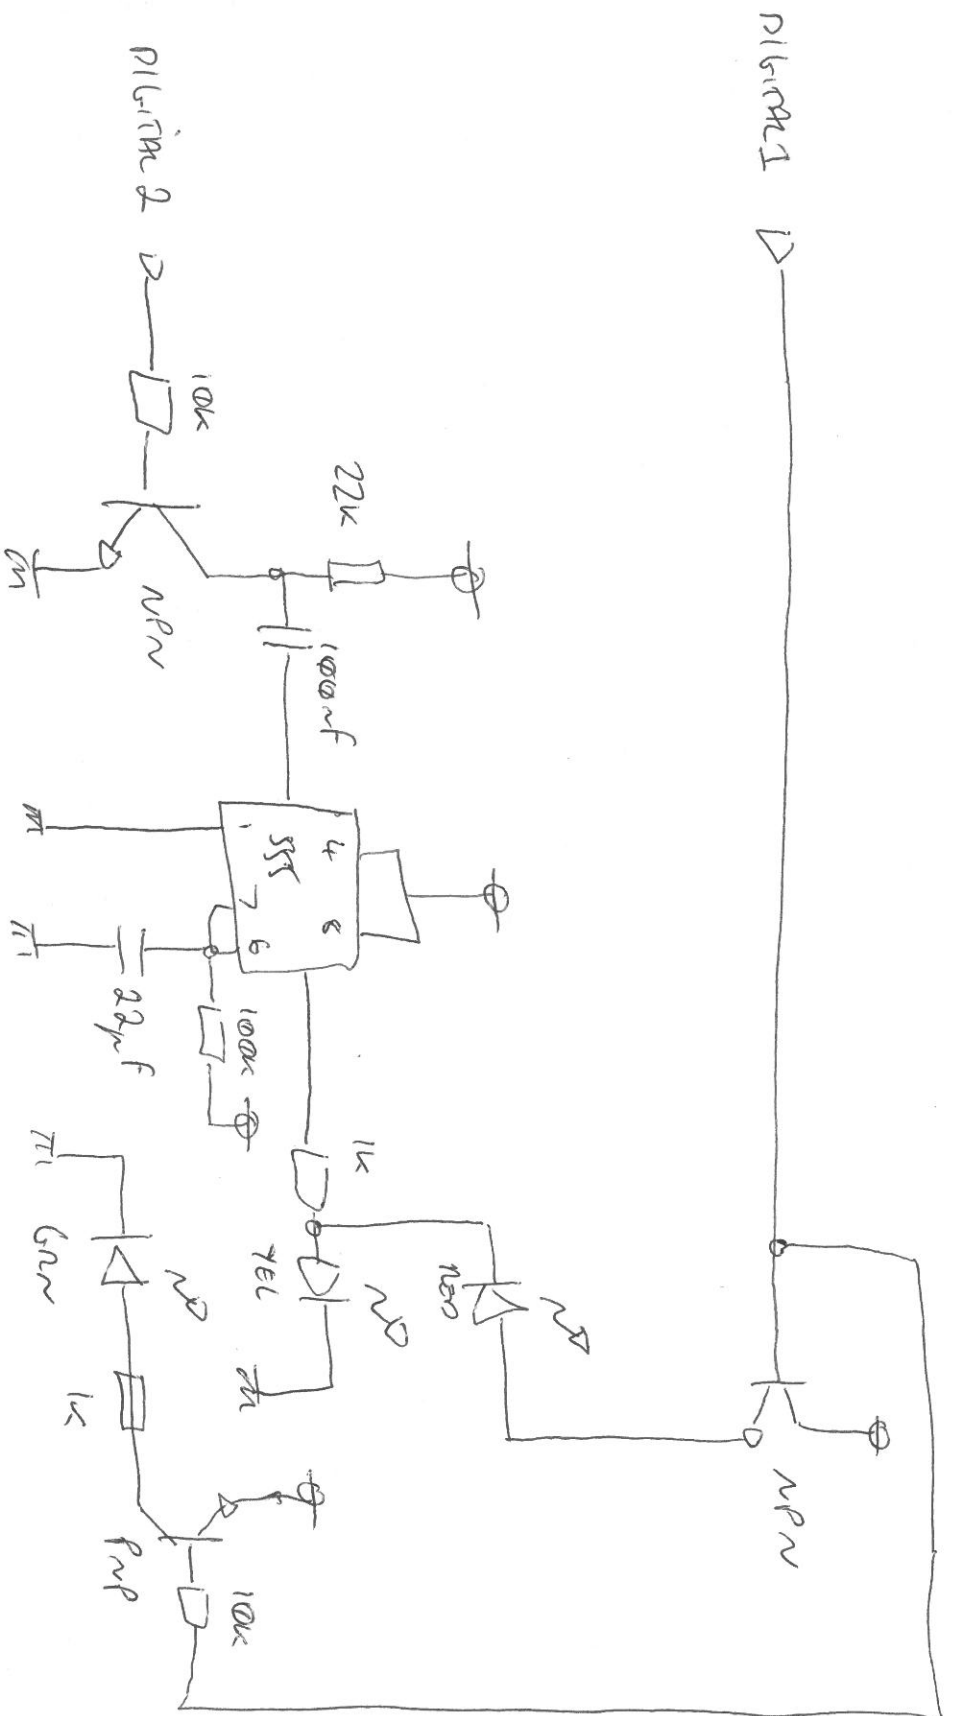 DIGITAL 1
DIGITAL 2
10K
22K
NPN
100nF
555
1
4
8
7
6
22µF
100K
1K
YEL
RED
GRN
1K
NPN
PNP
10K